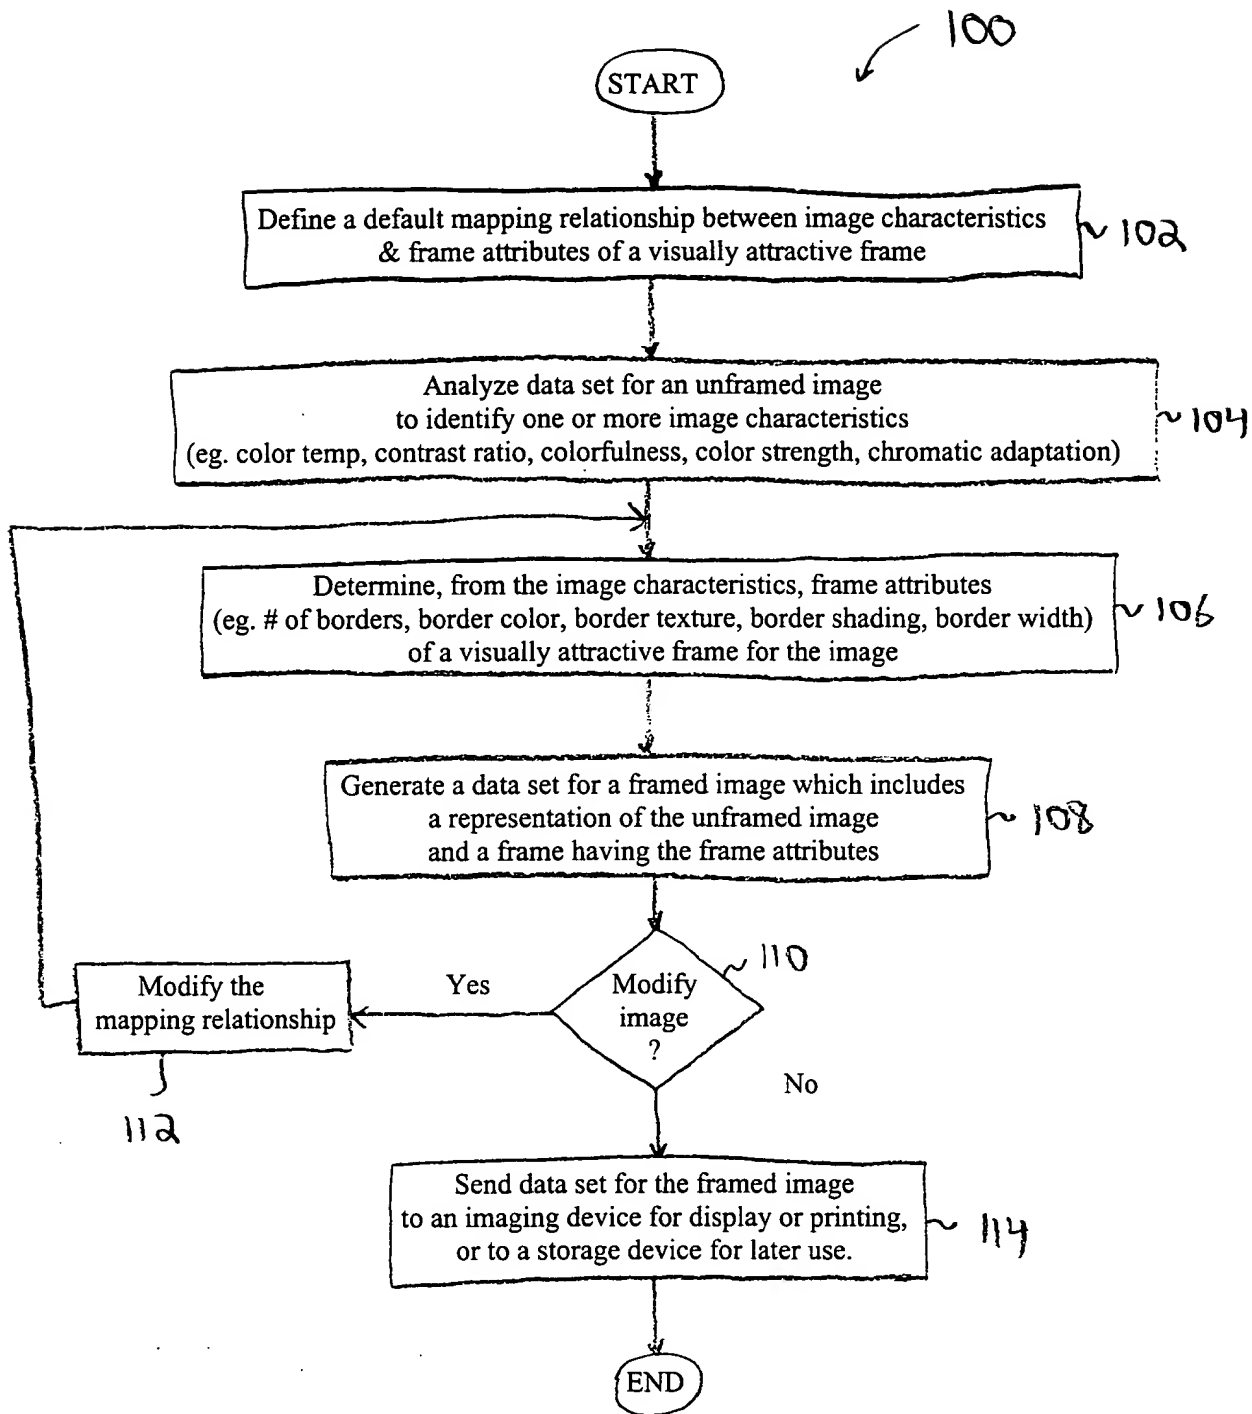 100
START
Define a default mapping relationship between image characteristics
& frame attributes of a visually attractive frame
102
Analyze data set for an unframed image
to identify one or more image characteristics
(eg. color temp, contrast ratio, colorfulness, color strength, chromatic adaptation)
104
Determine, from the image characteristics, frame attributes
(eg. # of borders, border color, border texture, border shading, border width)
of a visually attractive frame for the image
106
Generate a data set for a framed image which includes
a representation of the unframed image
and a frame having the frame attributes
108
110
Modify
image
?
Yes
Modify the
mapping relationship
112
No
Send data set for the framed image
to an imaging device for display or printing,
or to a storage device for later use.
114
END